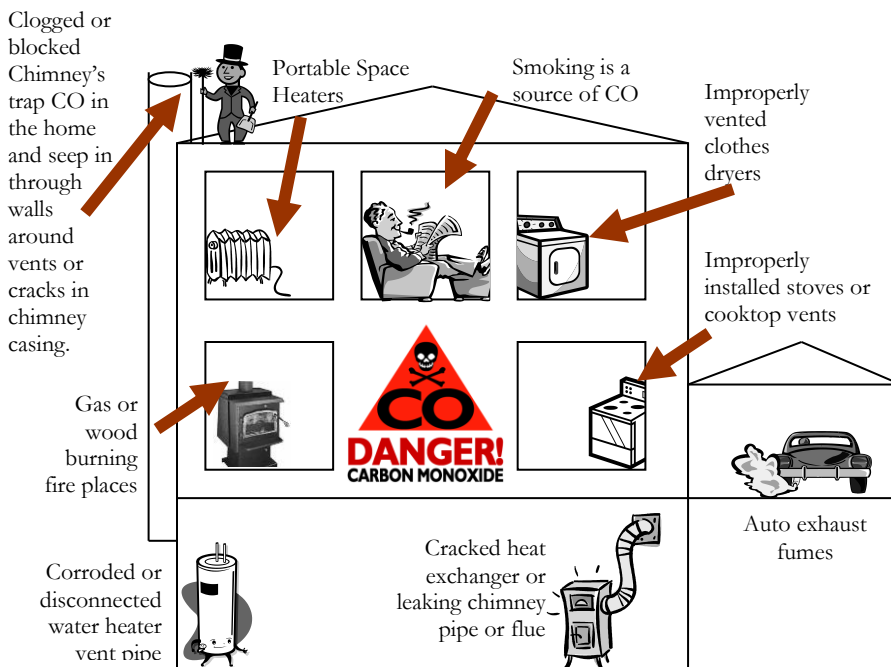 Clogged or
blocked
Chimney's
trap CO in
the home
and seep in
through
walls
around
vents or
cracks in
chimney
casing.
Portable Space
Heaters
Smoking is a
source of CO
Improperly
vented
clothes
dryers
Improperly
installed stoves or
cooktop vents
Gas or
wood
burning
fire places
CO
DANGER!
CARBON MONOXIDE
Auto exhaust
fumes
Corroded or
disconnected
water heater
vent pipe
Cracked heat
exchanger or
leaking chimney
pipe or flue